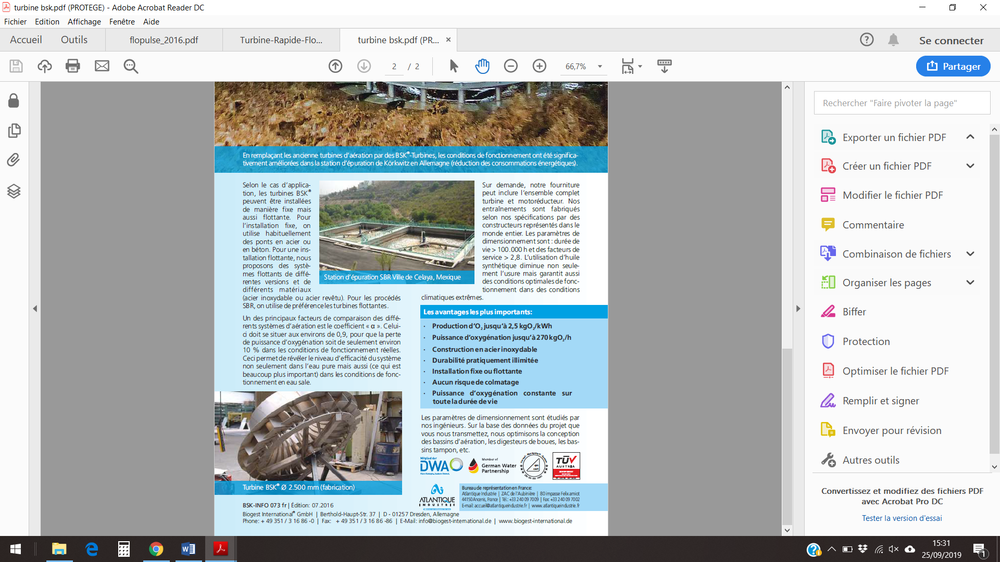 turbine bsk.pdf (PROTEGE) - Adobe Acrobat Reader DC
Fichier Edition Affichage Fenêtre Aide
Accueil Outils flopulse_2016.pdf Turbine-Rapide-Flo... turbine bsk.pdf (PR... Se connecter
2 / 2 66,7% Partager
En remplaçant les ancienne turbines d'aération par des BSK®-Turbines, les conditions de fonctionnement ont été significa-
tivement améliorées dans la station d'épuration de Körkwitz en Allemagne (réduction des consommations énergétiques).
Selon le cas d'applica-
tion, les turbines BSK®
peuvent être installées
de manière fixe mais
aussi flottante. Pour
l'installation fixe, on
utilise habituellement
des ponts en acier ou
en béton. Pour une ins-
tallation flottante, nous
proposons des systè-
mes flottants de diffé-
rentes versions et de
différents matériaux
(acier inoxydable ou acier revêtu). Pour les procédés
SBR, on utilise de préférence les turbines flottantes.
Un des principaux facteurs de comparaison des diffé-
rents systèmes d'aération est le coefficient « α ». Celui-
ci doit se situer aux environs de 0,9, pour que la perte
de puissance d'oxygénation soit de seulement environ
10 % dans les conditions de fonctionnement réelles.
Ceci permet de révéler le niveau d'efficacité du système
non seulement dans l'eau pure mais aussi (ce qui est
beaucoup plus important) dans les conditions de fonc-
tionnement en eau sale.
Station d'épuration SBR Ville de Celaya, Mexique
Sur demande, notre fourniture
peut inclure l'ensemble complet
turbine et motoréducteur. Nos
entraînements sont fabriqués
selon nos spécifications par des
constructeurs représentés dans le
monde entier. Les paramètres de
dimensionnement sont : durée de
vie > 100.000 h et des facteurs de
service > 2,8. L'utilisation d'huile
synthétique diminue non seule-
ment l'usure mais garantit aussi
des conditions optimales de fonc-
tionnement dans des conditions
climatiques extrêmes.
Les avantages les plus importants:
· Production d'O₂ jusqu'à 2,5 kgO₂/kWh
· Puissance d'oxygénation jusqu'à 270 kgO₂/h
· Construction en acier inoxydable
· Durabilité pratiquement illimitée
· Installation fixe ou flottante
· Aucun risque de colmatage
· Puissance d'oxygénation constante sur
toute la durée de vie
Les paramètres de dimensionnement sont étudiés par
nos ingénieurs. Sur la base des données du projet que
vous nous transmettez, nous optimisons la conception
des bassins d'aération, les digesteurs de boues, les bas-
sins tampon, etc.
Mitglied der
DWA
Member of
German Water
Partnership
TÜV
AUSTRIA
Turbine BSK® Ø 2.500 mm (fabrication)
ATLANTIQUE
INDUSTRIE
Bureau de représentation en France:
Atlantique Industrie | ZAC de l'Aubinière | 80 impasse Felix amiot
44150 Ancenis, France | Tél.: +33 240 09 7009 | Fax: +33 240 09 7002
E-mail: accueil@atlantiqueindustrie.fr | www.atlantiqueindustrie.fr
BSK-INFO 073 fr | Édition: 07.2016
Biogest International® GmbH | Berthold-Haupt-Str. 37 | D - 01257 Dresden, Allemagne
Phone: + 49 351 / 3 16 86 -0 | Fax: + 49 351 / 3 16 86 -86 | E-Mail: info@biogest-international.de | www.biogest-international.de
Rechercher "Faire pivoter la page"
Exporter un fichier PDF
Créer un fichier PDF
Modifier le fichier PDF
Commentaire
Combinaison de fichiers
Organiser les pages
Biffer
Protection
Optimiser le fichier PDF
Remplir et signer
Envoyer pour révision
Autres outils
Convertissez et modifiez des fichiers PDF
avec Acrobat Pro DC
Tester la version d'essai
15:31
25/09/2019
1